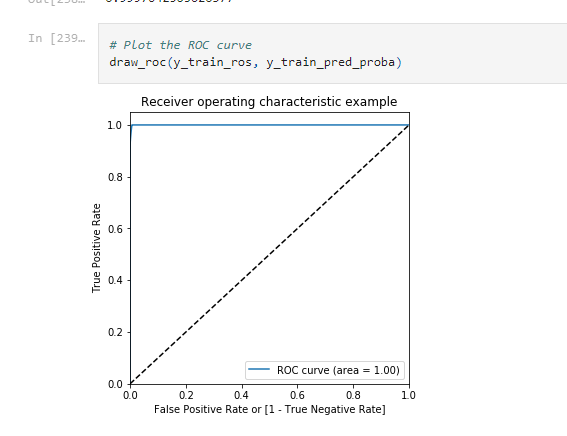 In [239…
# Plot the ROC curve
draw_roc(y_train_ros, y_train_pred_proba)
Receiver operating characteristic example
1.0
0.8
0.6
0.4
0.2
0.0
True Positive Rate
ROC curve (area = 1.00)
0.0 0.2 0.4 0.6 0.8 1.0
False Positive Rate or [1 - True Negative Rate]